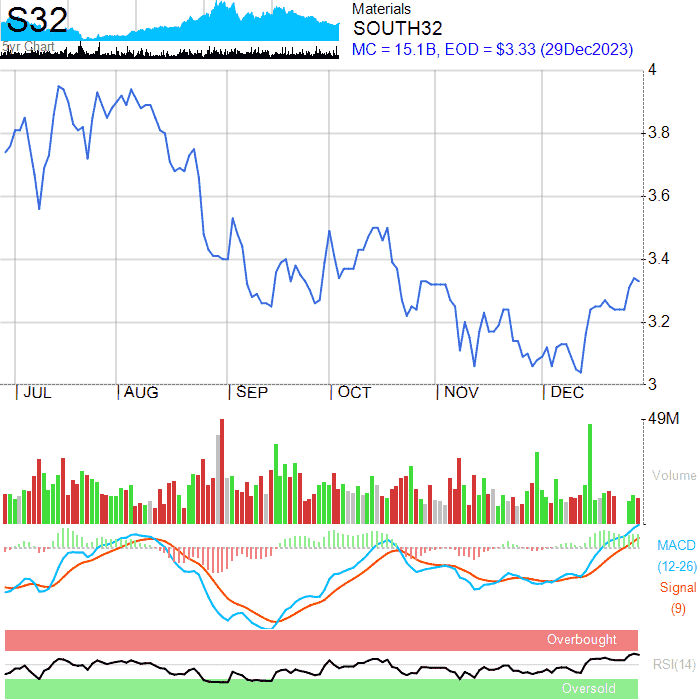 S32
5yr Chart
Materials
SOUTH32
MC = 15.1B, EOD = $3.33 (29Dec2023)
4
3.8
3.6
3.4
3.2
3
JUL AUG SEP OCT NOV DEC
49M
Volume
MACD
(12-26)
Signal
(9)
Overbought
RSI(14)
Oversold